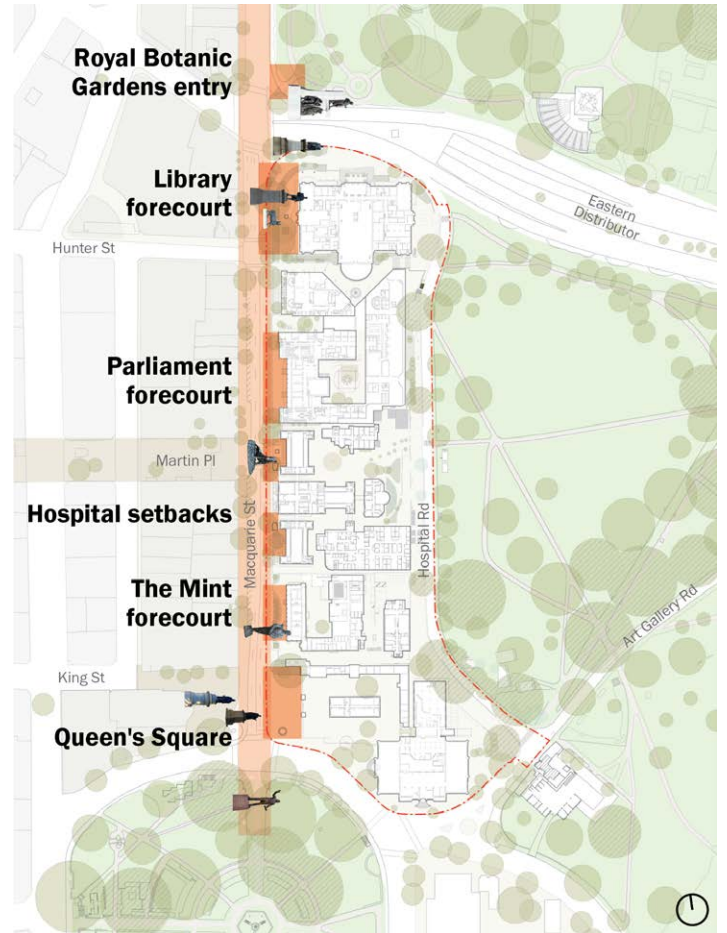 Royal Botanic
Gardens entry
Library
forecourt
Eastern
Distributor
Hunter St
Parliament
forecourt
Martin Pl
Hospital setbacks
Macquarie St
Hospital Rd
The Mint
forecourt
Art Gallery Rd
King St
Queen's Square